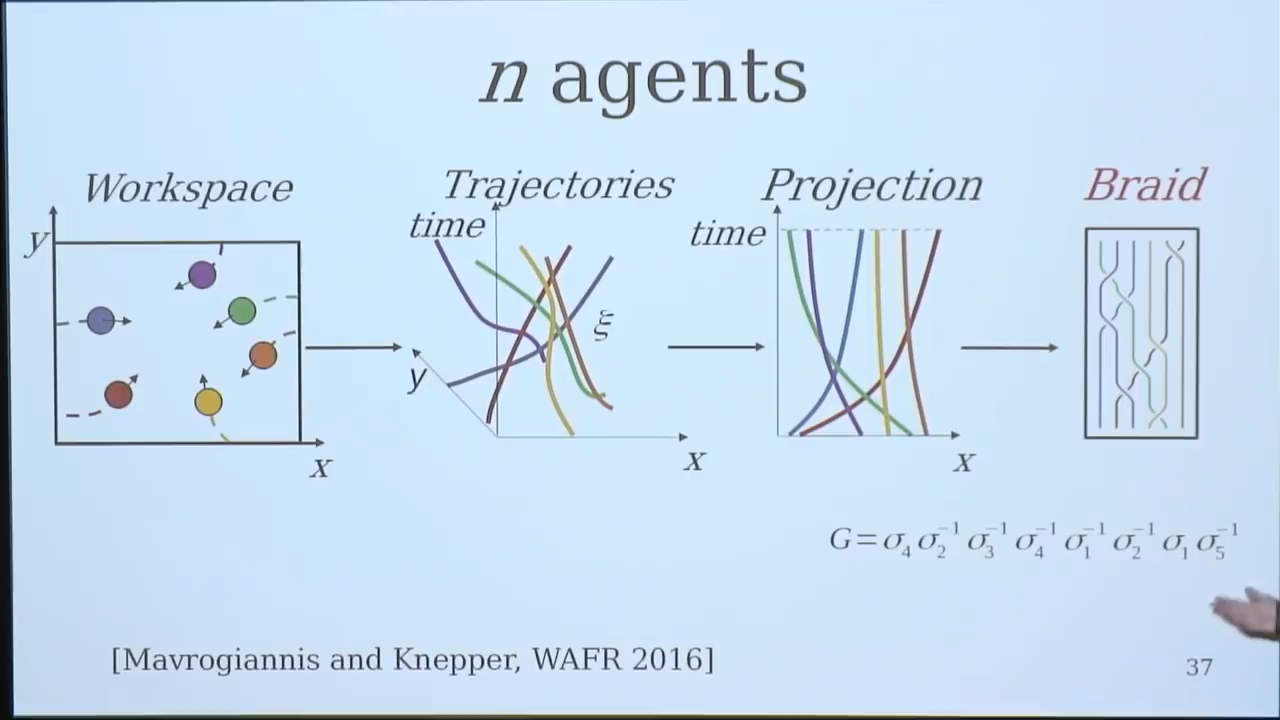 n agents
Workspace
Trajectories
Projection
Braid
y
x
time
ξ
y
x
time
x
G=σ₄ σ₂⁻¹ σ₃⁻¹ σ₄⁻¹ σ₁⁻¹ σ₂⁻¹ σ₁ σ₅⁻¹
[Mavrogiannis and Knepper, WAFR 2016]
37